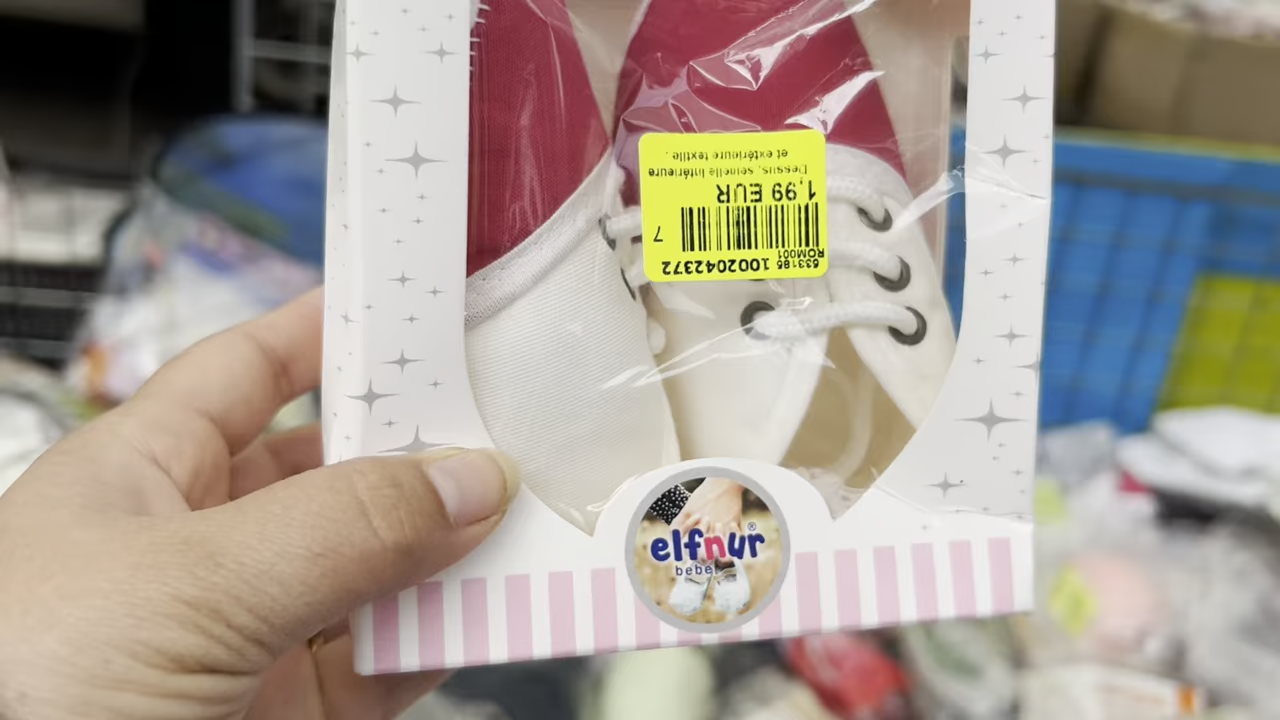 Dessus, semelle intérieure
et extérieure textile .
1,99 EUR
7
ROM001
633186 1002042372
elfnur®
bebe